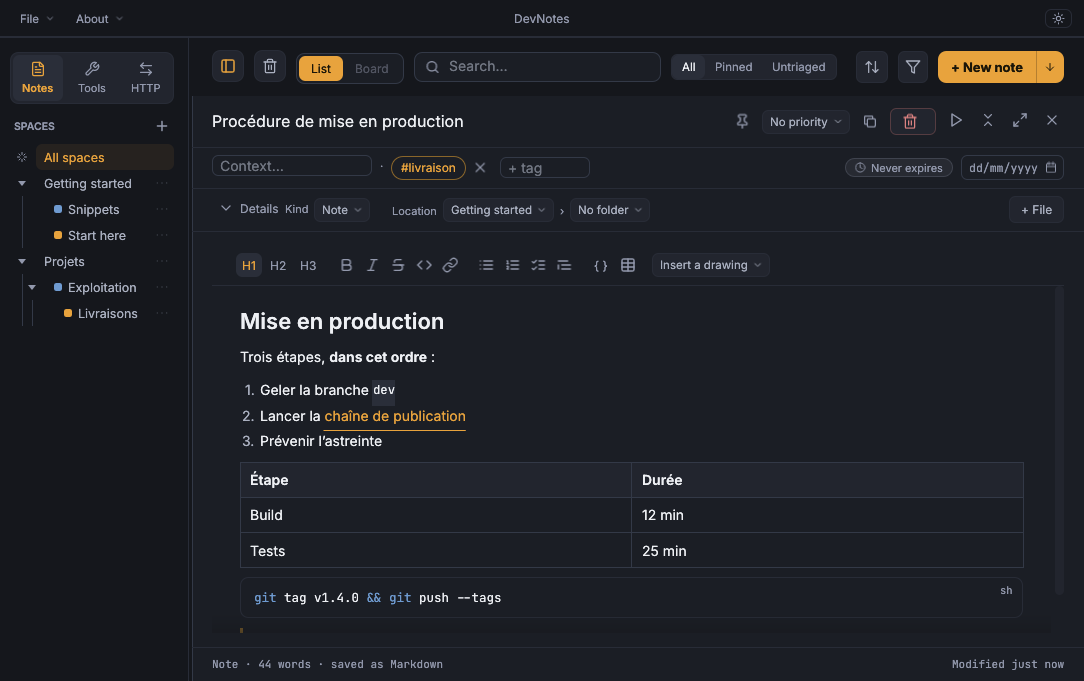 File About DevNotes
Notes Tools HTTP
List Board Search... All Pinned Untriaged + New note
SPACES
All spaces
Getting started
Snippets
Start here
Projets
Exploitation
Livraisons
Procédure de mise en production No priority
Context... · #livraison + tag Never expires dd/mm/yyyy
Details Kind Note Location Getting started › No folder + File
H1 H2 H3 B I S { } Insert a drawing
Mise en production
Trois étapes, dans cet ordre :
1. Geler la branche dev
2. Lancer la chaîne de publication
3. Prévenir l’astreinte
Étape Durée
Build 12 min
Tests 25 min
git tag v1.4.0 && git push --tags sh
Note · 44 words · saved as Markdown Modified just now